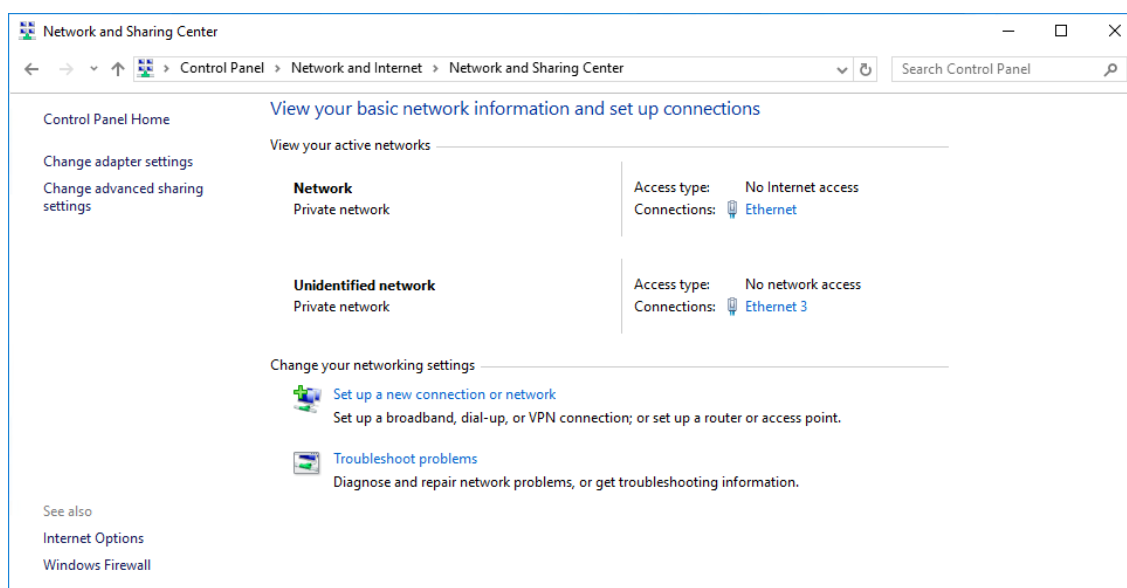 Network and Sharing Center
Control Panel > Network and Internet > Network and Sharing Center
Search Control Panel
Control Panel Home
Change adapter settings
Change advanced sharing
settings
View your basic network information and set up connections
View your active networks
Network
Private network
Access type: No Internet access
Connections: Ethernet
Unidentified network
Private network
Access type: No network access
Connections: Ethernet 3
Change your networking settings
Set up a new connection or network
Set up a broadband, dial-up, or VPN connection; or set up a router or access point.
Troubleshoot problems
Diagnose and repair network problems, or get troubleshooting information.
See also
Internet Options
Windows Firewall